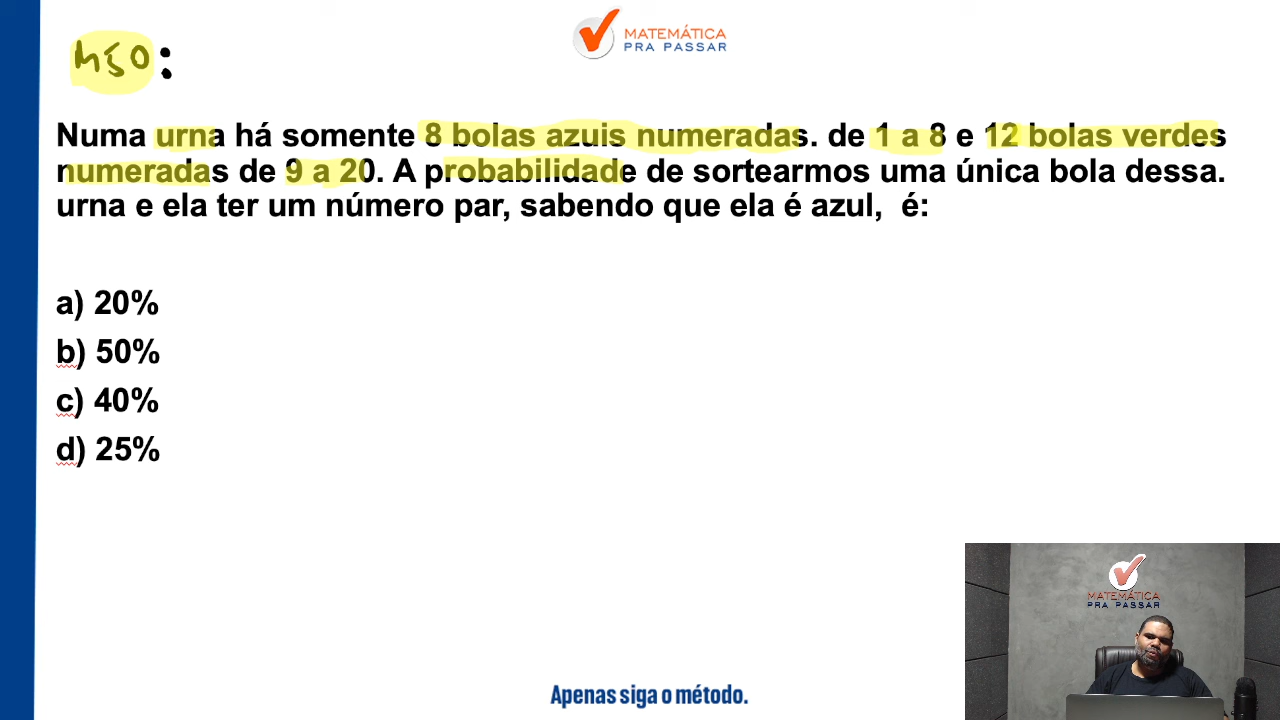 MATEMÁTICA
PRA PASSAR
MJO:
Numa urna há somente 8 bolas azuis numeradas. de 1 a 8 e 12 bolas verdes
numeradas de 9 a 20. A probabilidade de sortearmos uma única bola dessa.
urna e ela ter um número par, sabendo que ela é azul, é:
a) 20%
b) 50%
c) 40%
d) 25%
MATEMÁTICA
PRA PASSAR
Apenas siga o método.